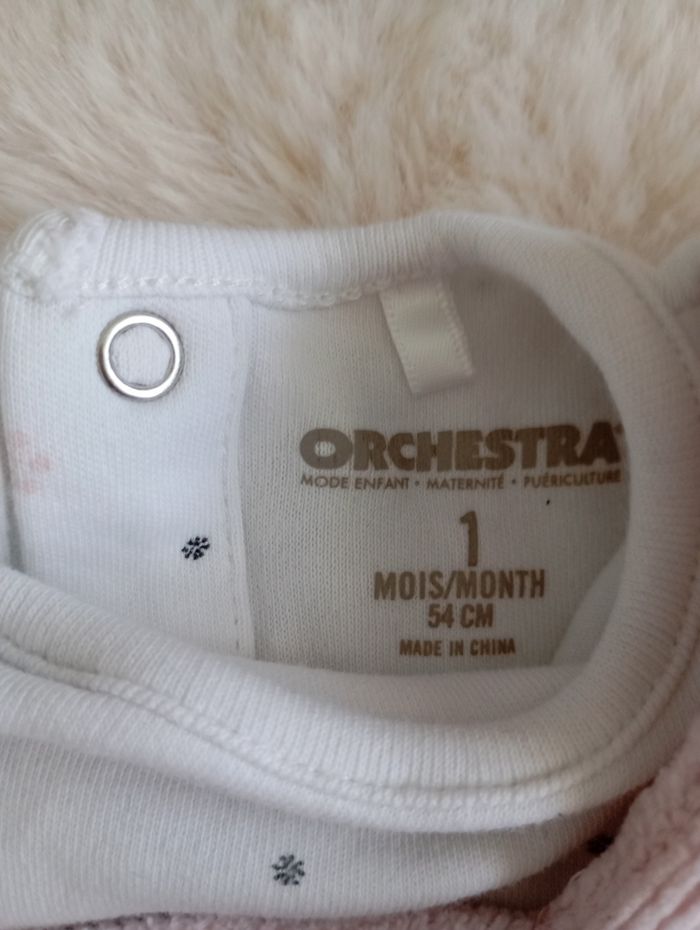 ORCHESTRA
MODE ENFANT • MATERNITÉ • PUÉRICULTURE
1
MOIS/MONTH
54 CM
MADE IN CHINA